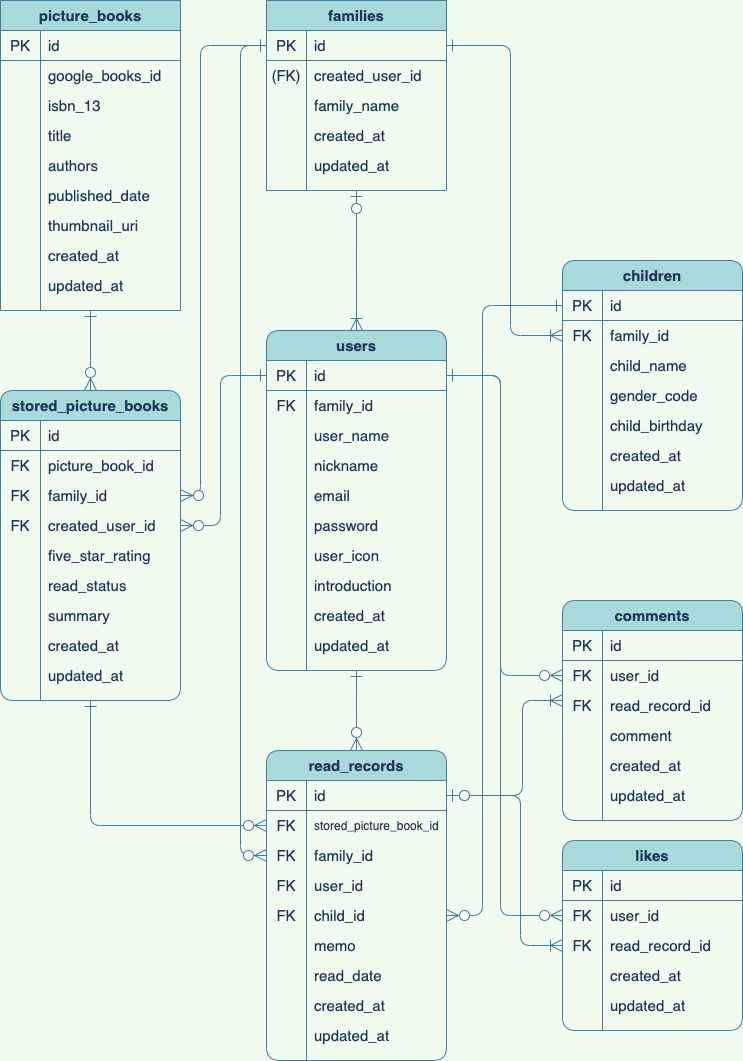 picture_books
PK id
google_books_id
isbn_13
title
authors
published_date
thumbnail_uri
created_at
updated_at
families
PK id
(FK) created_user_id
family_name
created_at
updated_at
children
PK id
FK family_id
child_name
gender_code
child_birthday
created_at
updated_at
users
PK id
FK family_id
user_name
nickname
email
password
user_icon
introduction
created_at
updated_at
stored_picture_books
PK id
FK picture_book_id
FK family_id
FK created_user_id
five_star_rating
read_status
summary
created_at
updated_at
comments
PK id
FK user_id
FK read_record_id
comment
created_at
updated_at
read_records
PK id
FK stored_picture_book_id
FK family_id
FK user_id
FK child_id
memo
read_date
created_at
updated_at
likes
PK id
FK user_id
FK read_record_id
created_at
updated_at